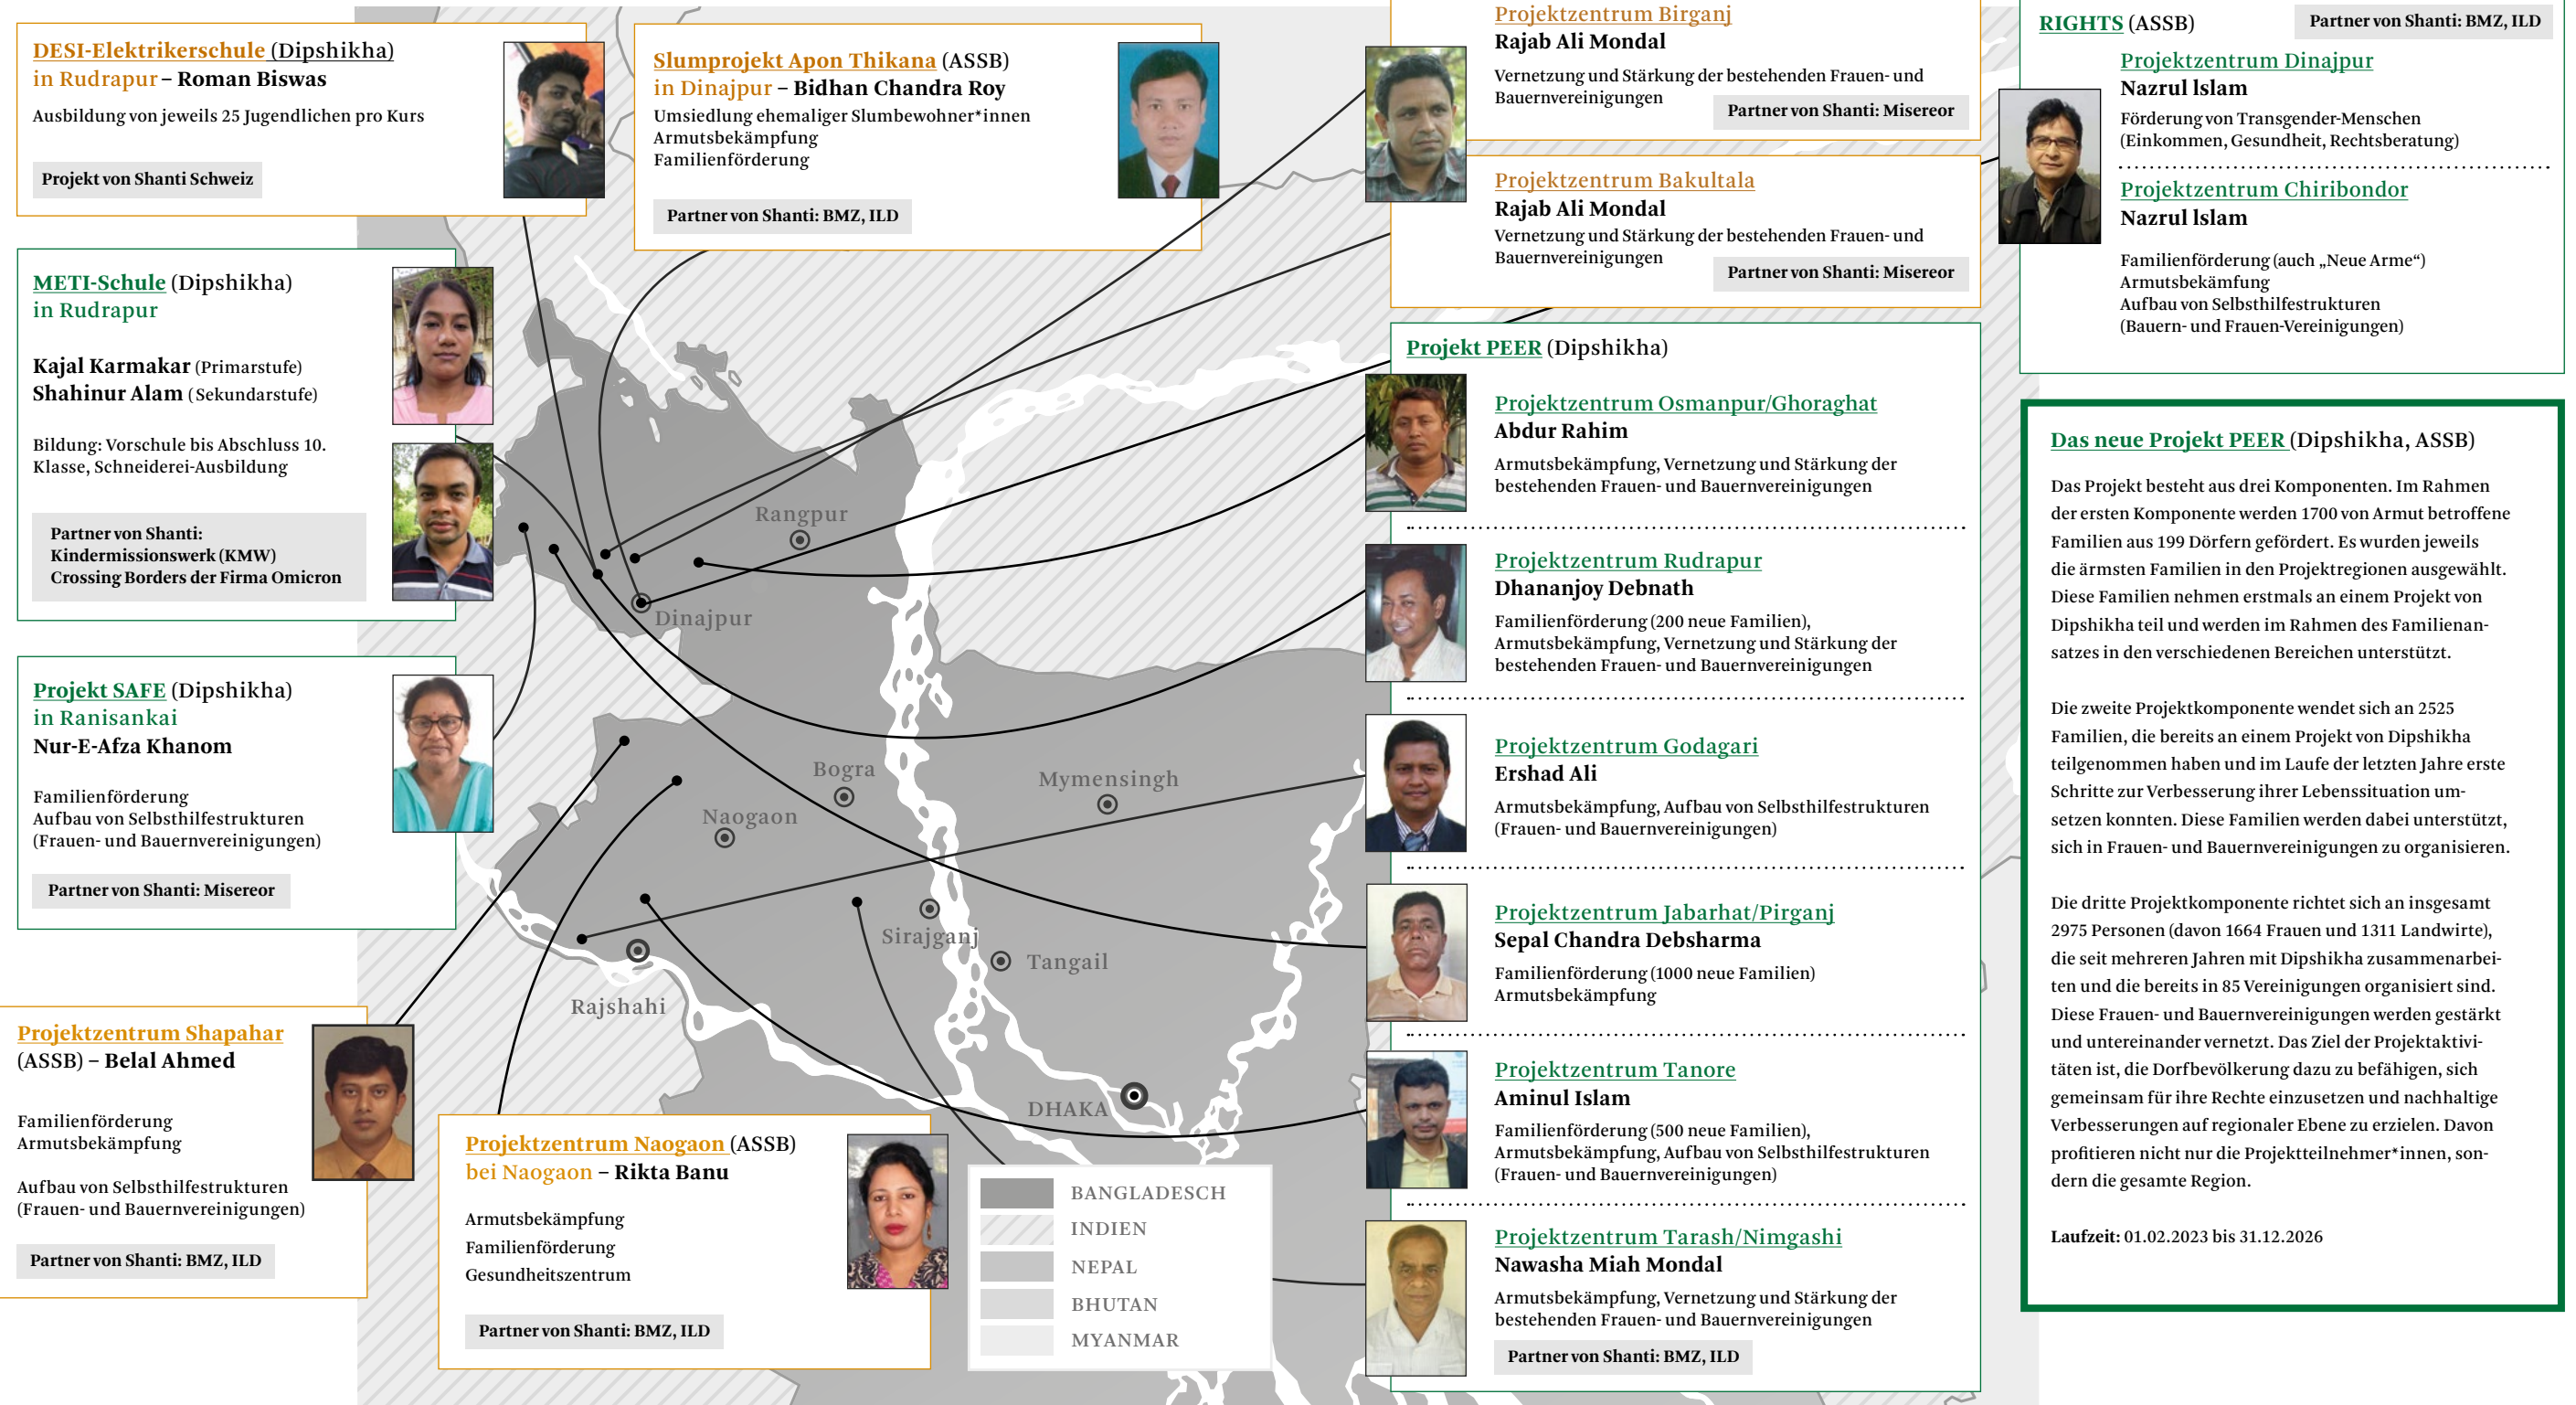 DESI-Elektrikerschule (Dipshikha)
in Rudrapur – Roman Biswas
Ausbildung von jeweils 25 Jugendlichen pro Kurs
Projekt von Shanti Schweiz
METI-Schule (Dipshikha)
in Rudrapur
Kajal Karmakar (Primarstufe)
Shahinur Alam (Sekundarstufe)
Bildung: Vorschule bis Abschluss 10.
Klasse, Schneiderei-Ausbildung
Partner von Shanti:
Kindermissionswerk (KMW)
Crossing Borders der Firma Omicron
Projekt SAFE (Dipshikha)
in Ranisankai
Nur-E-Afza Khanom
Familienförderung
Aufbau von Selbsthilfestrukturen
(Frauen- und Bauernvereinigungen)
Partner von Shanti: Misereor
Projektzentrum Shapahar
(ASSB) – Belal Ahmed
Familienförderung
Armutsbekämpfung
Aufbau von Selbsthilfestrukturen
(Frauen- und Bauernvereinigungen)
Partner von Shanti: BMZ, ILD
Slumprojekt Apon Thikana (ASSB)
in Dinajpur – Bidhan Chandra Roy
Umsiedlung ehemaliger Slumbewohner*innen
Armutsbekämpfung
Familienförderung
Partner von Shanti: BMZ, ILD
Rangpur
Dinajpur
Bogra
Naogaon
Mymensingh
Sirajganj
Tangail
Rajshahi
DHAKA
Projektzentrum Naogaon (ASSB)
bei Naogaon – Rikta Banu
Armutsbekämpfung
Familienförderung
Gesundheitszentrum
Partner von Shanti: BMZ, ILD
BANGLADESCH
INDIEN
NEPAL
BHUTAN
MYANMAR
Projektzentrum Birganj
Rajab Ali Mondal
Vernetzung und Stärkung der bestehenden Frauen- und
Bauernvereinigungen
Partner von Shanti: Misereor
Projektzentrum Bakultala
Rajab Ali Mondal
Vernetzung und Stärkung der bestehenden Frauen- und
Bauernvereinigungen
Partner von Shanti: Misereor
Projekt PEER (Dipshikha)
Projektzentrum Osmanpur/Ghoraghat
Abdur Rahim
Armutsbekämpfung, Vernetzung und Stärkung der
bestehenden Frauen- und Bauernvereinigungen
Projektzentrum Rudrapur
Dhananjoy Debnath
Familienförderung (200 neue Familien),
Armutsbekämpfung, Vernetzung und Stärkung der
bestehenden Frauen- und Bauernvereinigungen
Projektzentrum Godagari
Ershad Ali
Armutsbekämpfung, Aufbau von Selbsthilfestrukturen
(Frauen- und Bauernvereinigungen)
Projektzentrum Jabarhat/Pirganj
Sepal Chandra Debsharma
Familienförderung (1000 neue Familien)
Armutsbekämpfung
Projektzentrum Tanore
Aminul Islam
Familienförderung (500 neue Familien),
Armutsbekämpfung, Aufbau von Selbsthilfestrukturen
(Frauen- und Bauernvereinigungen)
Projektzentrum Tarash/Nimgashi
Nawasha Miah Mondal
Armutsbekämpfung, Vernetzung und Stärkung der
bestehenden Frauen- und Bauernvereinigungen
Partner von Shanti: BMZ, ILD
RIGHTS (ASSB)
Partner von Shanti: BMZ, ILD
Projektzentrum Dinajpur
Nazrul lslam
Förderung von Transgender-Menschen
(Einkommen, Gesundheit, Rechtsberatung)
Projektzentrum Chiribondor
Nazrul lslam
Familienförderung (auch „Neue Arme“)
Armutsbekämfung
Aufbau von Selbsthilfestrukturen
(Bauern- und Frauen-Vereinigungen)
Das neue Projekt PEER (Dipshikha, ASSB)
Das Projekt besteht aus drei Komponenten. Im Rahmen
der ersten Komponente werden 1700 von Armut betroffene
Familien aus 199 Dörfern gefördert. Es wurden jeweils
die ärmsten Familien in den Projektregionen ausgewählt.
Diese Familien nehmen erstmals an einem Projekt von
Dipshikha teil und werden im Rahmen des Familienan-
satzes in den verschiedenen Bereichen unterstützt.
Die zweite Projektkomponente wendet sich an 2525
Familien, die bereits an einem Projekt von Dipshikha
teilgenommen haben und im Laufe der letzten Jahre erste
Schritte zur Verbesserung ihrer Lebenssituation um-
setzen konnten. Diese Familien werden dabei unterstützt,
sich in Frauen- und Bauernvereinigungen zu organisieren.
Die dritte Projektkomponente richtet sich an insgesamt
2975 Personen (davon 1664 Frauen und 1311 Landwirte),
die seit mehreren Jahren mit Dipshikha zusammenarbei-
ten und die bereits in 85 Vereinigungen organisiert sind.
Diese Frauen- und Bauernvereinigungen werden gestärkt
und untereinander vernetzt. Das Ziel der Projektaktivi-
täten ist, die Dorfbevölkerung dazu zu befähigen, sich
gemeinsam für ihre Rechte einzusetzen und nachhaltige
Verbesserungen auf regionaler Ebene zu erzielen. Davon
profitieren nicht nur die Projektteilnehmer*innen, son-
dern die gesamte Region.
Laufzeit: 01.02.2023 bis 31.12.2026